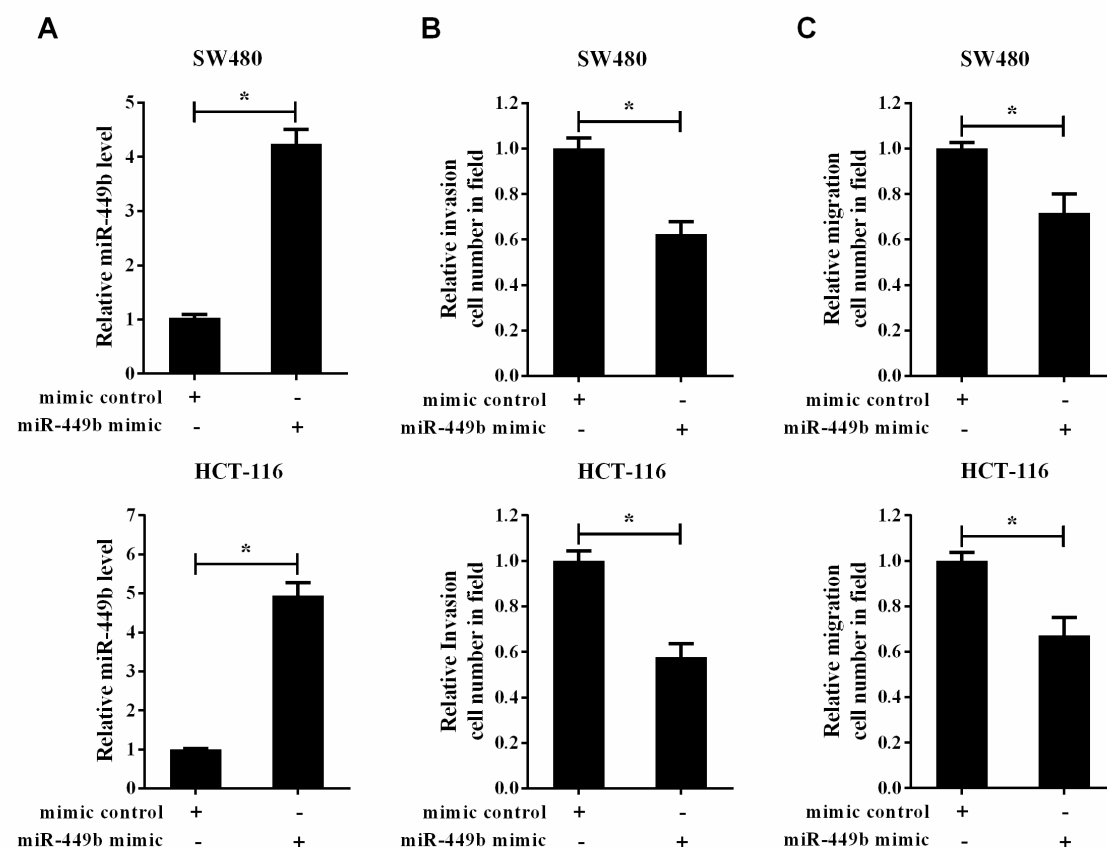 A
SW480
*
Relative miR-449b level
5
4
3
2
1
0
mimic control + -
miR-449b mimic - +
B
SW480
*
Relative invasion
cell number in field
1.2
1.0
0.8
0.6
0.4
0.2
0.0
mimic control + -
miR-449b mimic - +
C
SW480
*
Relative migration
cell number in field
1.2
1.0
0.8
0.6
0.4
0.2
0.0
mimic control + -
miR-449b mimic - +
HCT-116
*
Relative miR-449b level
7
6
5
4
3
2
1
0
mimic control + -
miR-449b mimic - +
HCT-116
*
Relative Invasion
cell number in field
1.2
1.0
0.8
0.6
0.4
0.2
0.0
mimic control + -
miR-449b mimic - +
HCT-116
*
Relative migration
cell number in field
1.2
1.0
0.8
0.6
0.4
0.2
0.0
mimic control + -
miR-449b mimic - +